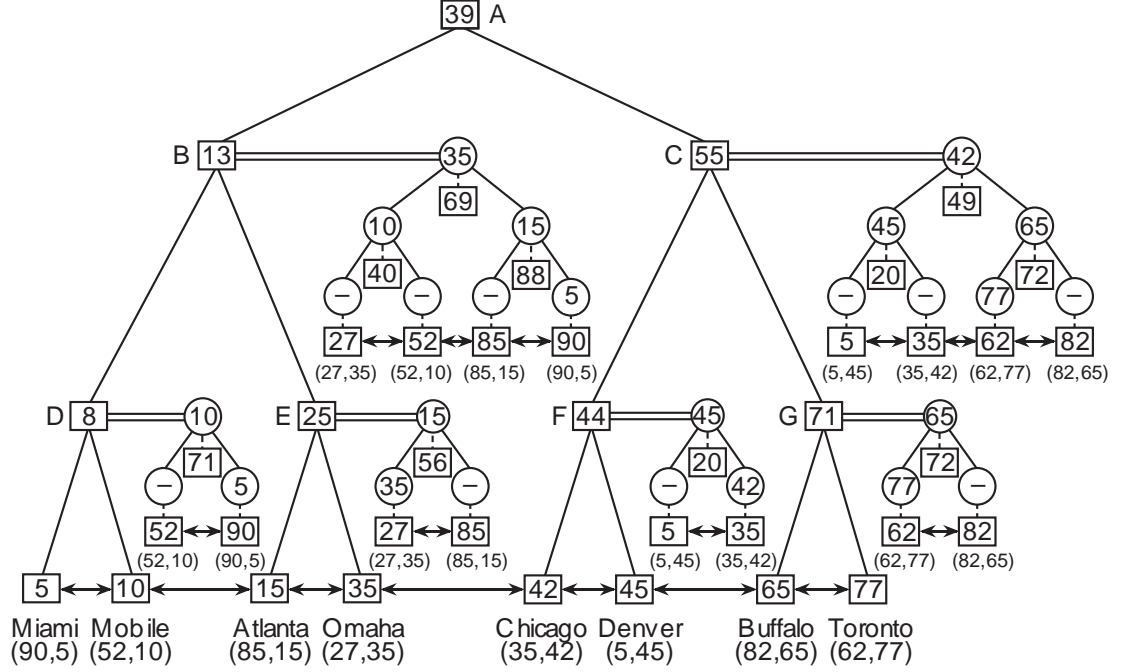 39 A
B 13 35 C 55 42
69 49
10 15 45 65
40 88 20 72
– – – 5 – – 77 –
27 52 85 90 5 35 62 82
(27,35) (52,10) (85,15) (90,5) (5,45) (35,42) (62,77) (82,65)
D 8 10 E 25 15 F 44 45 G 71 65
71 56 20 72
– 5 35 – – 42 77 –
52 90 27 85 5 35 62 82
(52,10) (90,5) (27,35) (85,15) (5,45) (35,42) (62,77) (82,65)
5 10 15 35 42 45 65 77
Miami Mobile Atlanta Omaha Chicago Denver Buffalo Toronto
(90,5) (52,10) (85,15) (27,35) (35,42) (5,45) (82,65) (62,77)